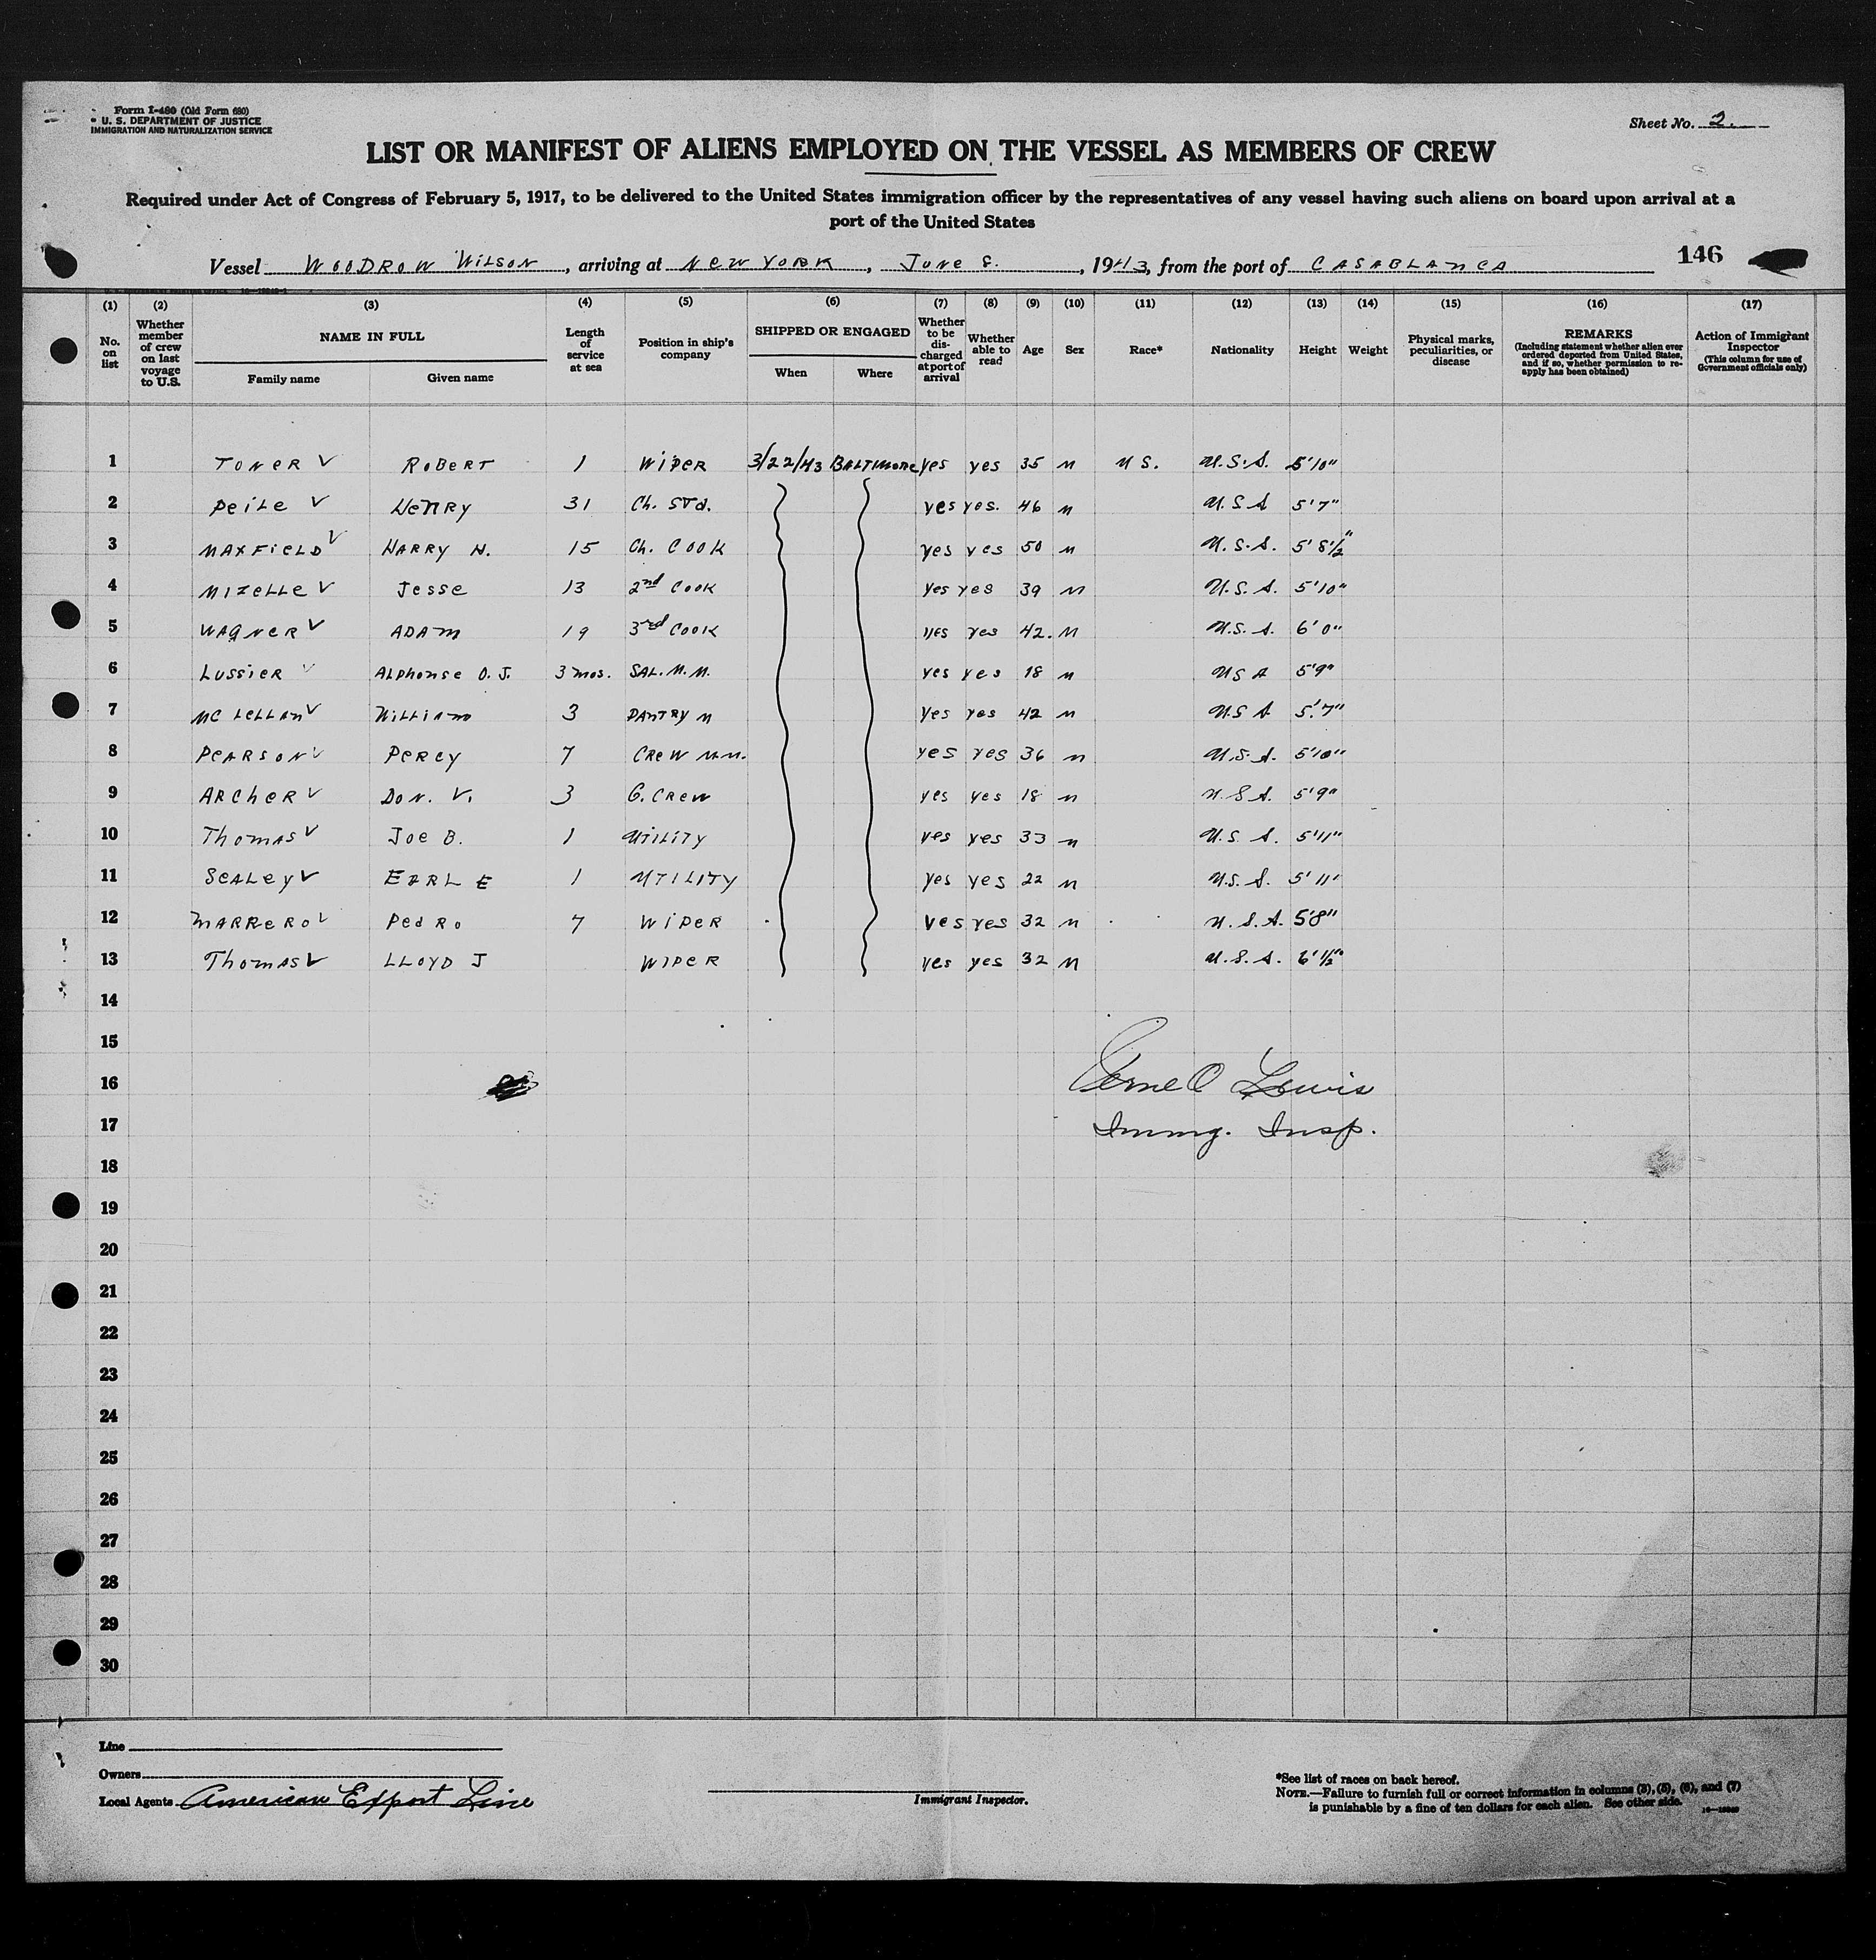 Form I-480 (Old Form 680)
U. S. DEPARTMENT OF JUSTICE
IMMIGRATION AND NATURALIZATION SERVICE
Sheet No. 2.
LIST OR MANIFEST OF ALIENS EMPLOYED ON THE VESSEL AS MEMBERS OF CREW
Required under Act of Congress of February 5, 1917, to be delivered to the United States immigration officer by the representatives of any vessel having such aliens on board upon arrival at a
port of the United States
Vessel WOODROW WILSON, arriving at NEW YORK, JUNE 8., 1943, from the port of CASABLANCA
146
(1) (2) (3) (4) (5) (6) (7) (8) (9) (10) (11) (12) (13) (14) (15) (16) (17)
No. on list
Whether member of crew on last voyage to U.S.
NAME IN FULL
Family name Given name
Length of service at sea
Position in ship's company
SHIPPED OR ENGAGED
When Where
Whether to be discharged at port of arrival
Whether able to read
Age
Sex
Race*
Nationality
Height
Weight
Physical marks, peculiarities, or disease
REMARKS
(Including statement whether alien ever ordered deported from United States, and if so, whether permission to re-apply has been obtained)
Action of Immigrant Inspector
(This column for use of Government officials only)
1 TONER V ROBERT 1 WIPER 3/22/43 BALTIMORE yes yes 35 M U S. U.S.A. 5'10"
2 PEILE V HENRY 31 Ch. STd. yes yes. 46 M U.S.A 5'7"
3 MAXFIELD V HARRY H. 15 Ch. COOK yes yes 50 M U.S.A. 5'8½"
4 MIZELLE V JESSE 13 2nd COOK yes yes 39 M U.S.A. 5'10"
5 WAGNER V ADAM 19 3rd COOK yes yes 42. M U.S.A. 6'0"
6 LUSSIER V ALPHONSE O. J. 3 mos. SAL. M.M. yes yes 18 M U S A 5'9"
7 MC LELLAN V WILLIAM 3 PANTRY M yes yes 42 M U.S A 5'7"
8 PEARSON V PERCY 7 CREW M.M. yes yes 36 M U.S.A. 5'10"
9 ARCHER V DON. V. 3 G. CREW yes yes 18 M U.S A. 5'9"
10 THOMAS V JOE B. 1 UTILITY yes yes 33 M U.S. A. 5'11"
11 SEALEY V EARL E 1 UTILITY yes yes 22 M U.S. A. 5'11'
12 MARRERO V PEDRO 7 WIPER yes yes 32 M U.S.A. 5'8"
13 THOMAS V LLOYD J WIPER yes yes 32 M U.S.A. 6'½"
14
15
16
Verne O Lewis
17
Immg. Insp.
18
19
20
21
22
23
24
25
26
27
28
29
30
Line
Owners
Local Agents American Export Line
Immigrant Inspector.
*See list of races on back hereof.
NOTE.—Failure to furnish full or correct information in columns (3), (5), (6), and (7)
is punishable by a fine of ten dollars for each alien. See other side.